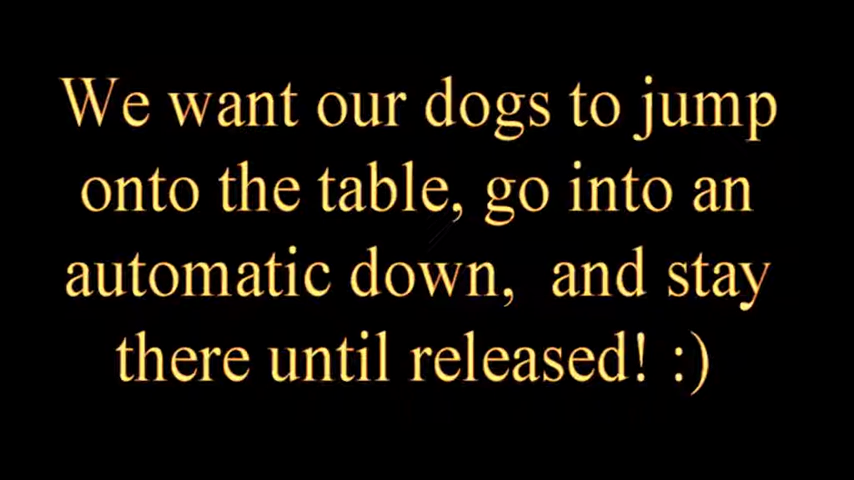 We want our dogs to jump
onto the table, go into an
automatic down,  and stay
there until released! :)